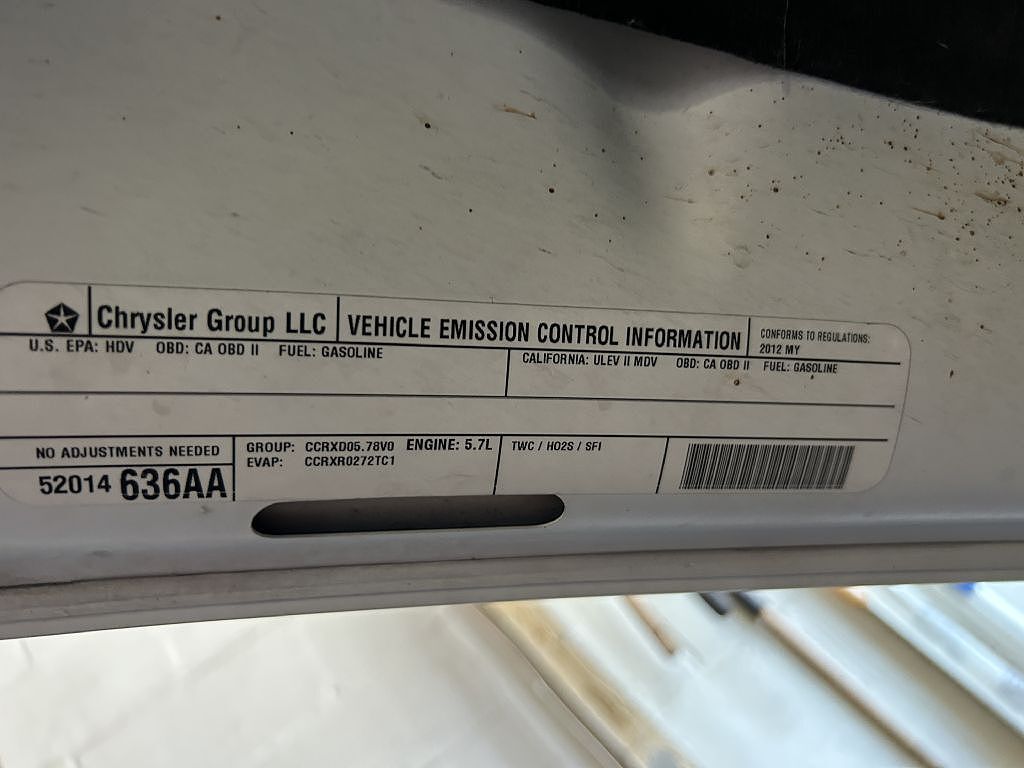 Chrysler Group LLC VEHICLE EMISSION CONTROL INFORMATION CONFORMS TO REGULATIONS:
2012 MY
U.S. EPA: HDV OBD: CA OBD II FUEL: GASOLINE
CALIFORNIA: ULEV II MDV OBD: CA OBD II FUEL: GASOLINE
NO ADJUSTMENTS NEEDED
52014 636AA
GROUP: CCRXD05.78V0 ENGINE: 5.7L
EVAP: CCRXR0272TC1
TWC / HO2S / SFI